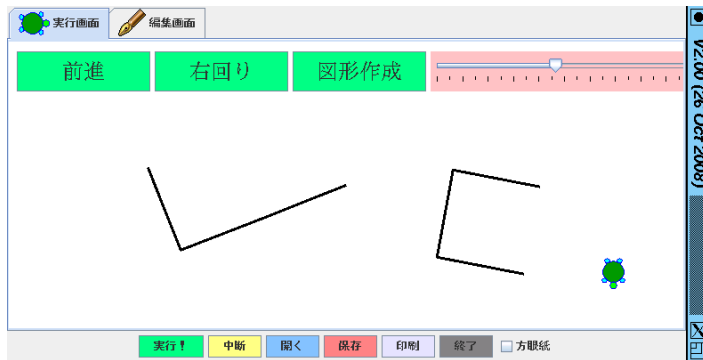 実行画面
編集画面
前進
右回り
図形作成
実行!
中断
開く
保存
印刷
終了
方眼紙
V2.00 (26 Oct 2008)